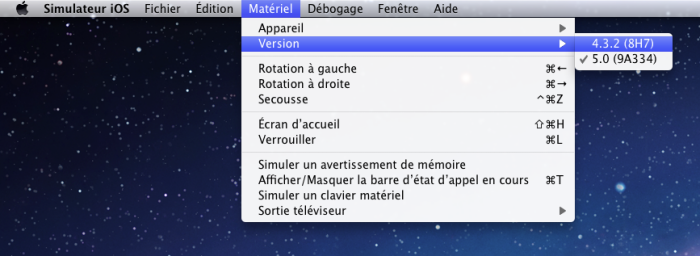 Simulateur iOS Fichier Édition Matériel Débogage Fenêtre Aide
Appareil
Version
4.3.2 (8H7)
✓ 5.0 (9A334)
Rotation à gauche ⌘←
Rotation à droite ⌘→
Secousse ^⌘Z
Écran d'accueil ⇧⌘H
Verrouiller ⌘L
Simuler un avertissement de mémoire
Afficher/Masquer la barre d'état d'appel en cours ⌘T
Simuler un clavier matériel
Sortie téléviseur